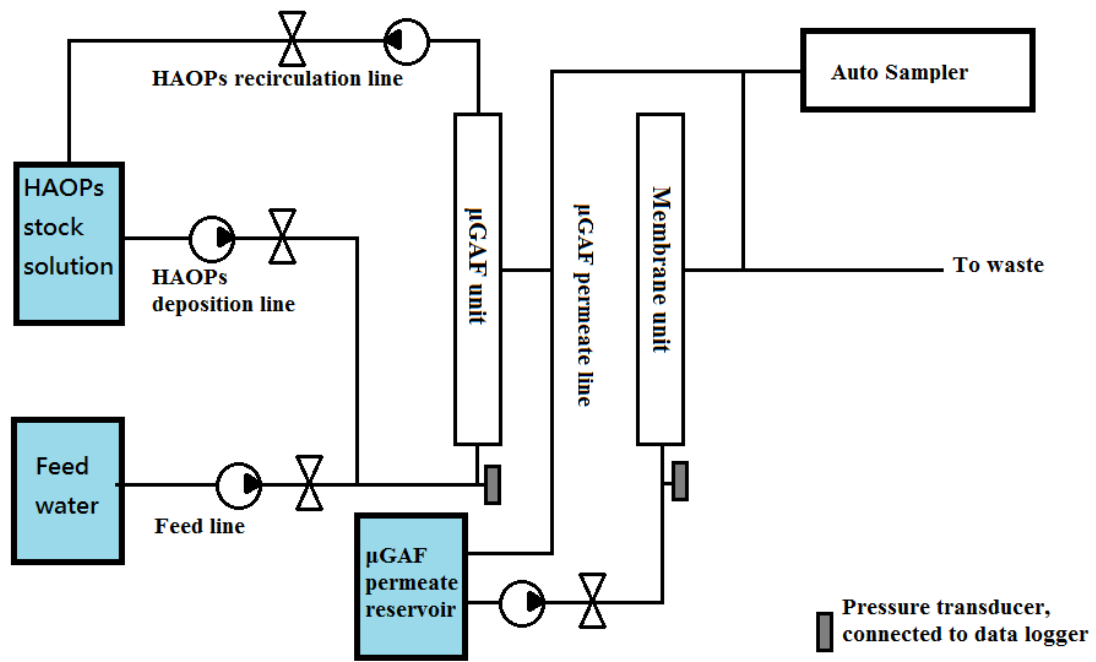 HAOPs recirculation line
Auto Sampler
HAOPs
stock
solution
HAOPs
deposition line
μGAF unit
μGAF permeate line
Membrane unit
To waste
Feed
water
Feed line
μGAF
permeate
reservoir
Pressure transducer,
connected to data logger